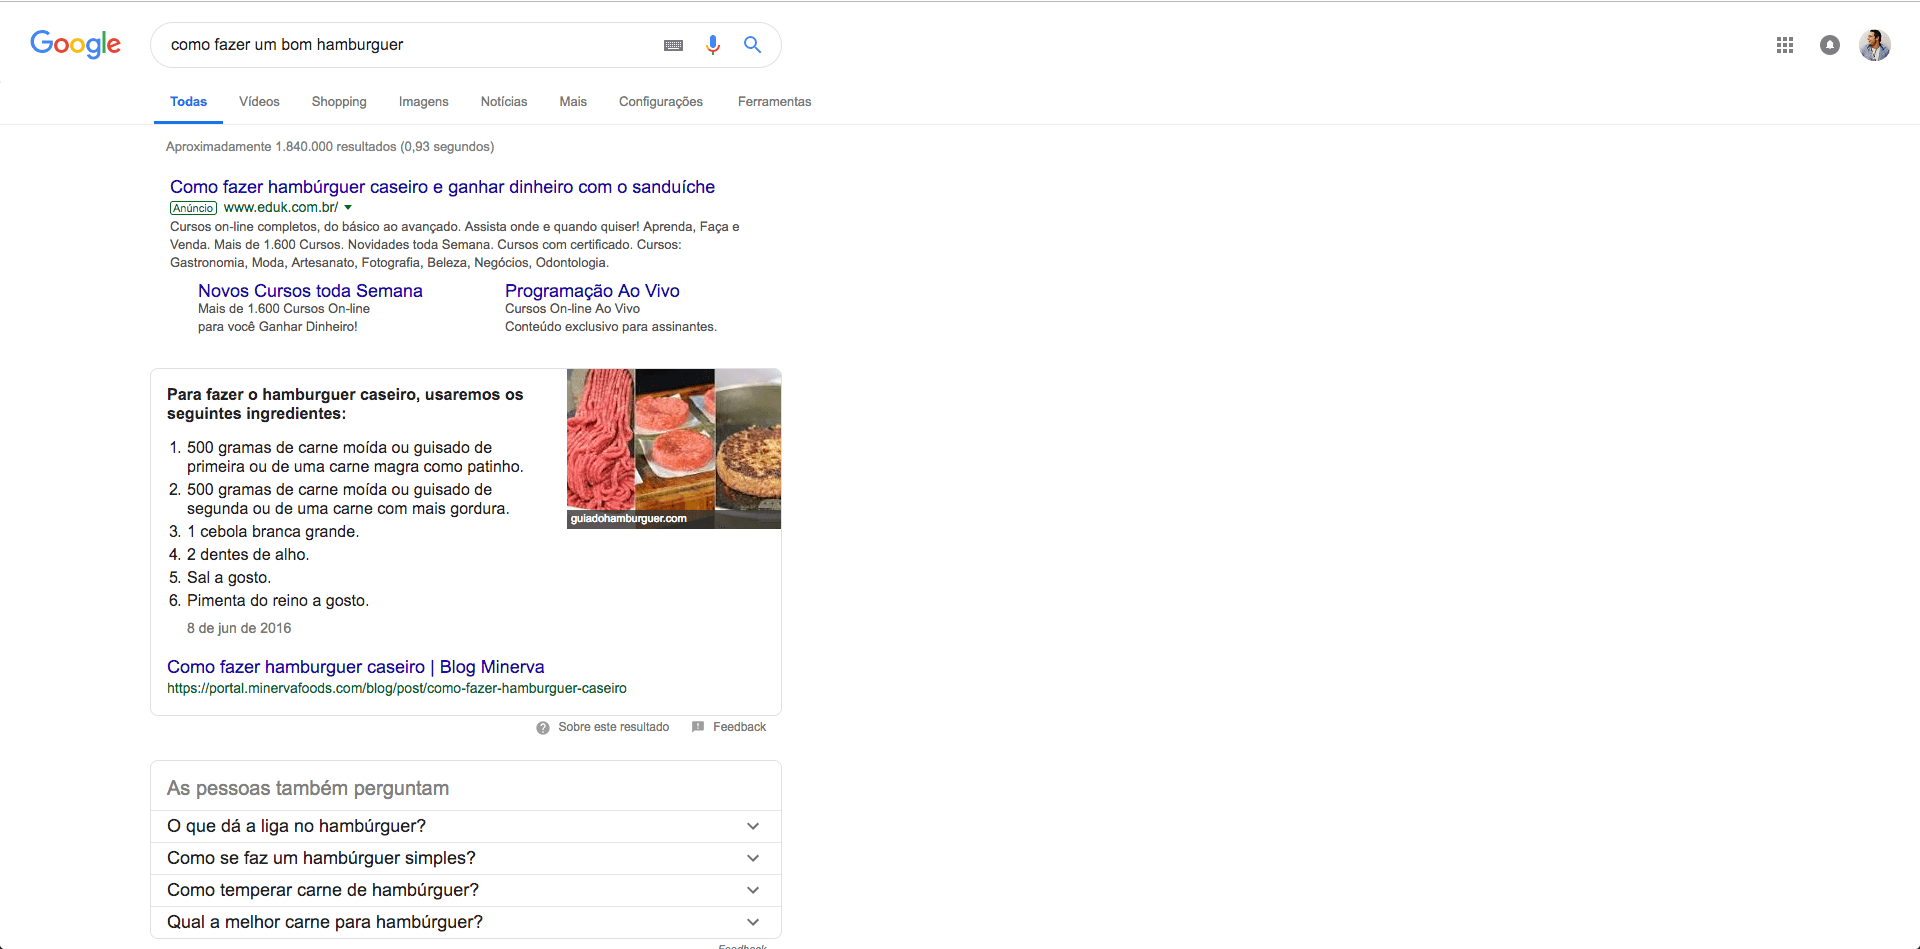 Google
como fazer um bom hamburguer
Todas Vídeos Shopping Imagens Notícias Mais Configurações Ferramentas
Aproximadamente 1.840.000 resultados (0,93 segundos)
Como fazer hambúrguer caseiro e ganhar dinheiro com o sanduíche
Anúncio www.eduk.com.br/
Cursos on-line completos, do básico ao avançado. Assista onde e quando quiser! Aprenda, Faça e
Venda. Mais de 1.600 Cursos. Novidades toda Semana. Cursos com certificado. Cursos:
Gastronomia, Moda, Artesanato, Fotografia, Beleza, Negócios, Odontologia.
Novos Cursos toda Semana
Mais de 1.600 Cursos On-line
para você Ganhar Dinheiro!
Programação Ao Vivo
Cursos On-line Ao Vivo
Conteúdo exclusivo para assinantes.
Para fazer o hamburguer caseiro, usaremos os
seguintes ingredientes:
1. 500 gramas de carne moída ou guisado de
primeira ou de uma carne magra como patinho.
2. 500 gramas de carne moída ou guisado de
segunda ou de uma carne com mais gordura.
3. 1 cebola branca grande.
4. 2 dentes de alho.
5. Sal a gosto.
6. Pimenta do reino a gosto.
8 de jun de 2016
guiadohamburguer.com
Como fazer hamburguer caseiro | Blog Minerva
https://portal.minervafoods.com/blog/post/como-fazer-hamburguer-caseiro
Sobre este resultado Feedback
As pessoas também perguntam
O que dá a liga no hambúrguer?
Como se faz um hambúrguer simples?
Como temperar carne de hambúrguer?
Qual a melhor carne para hambúrguer?
Feedback